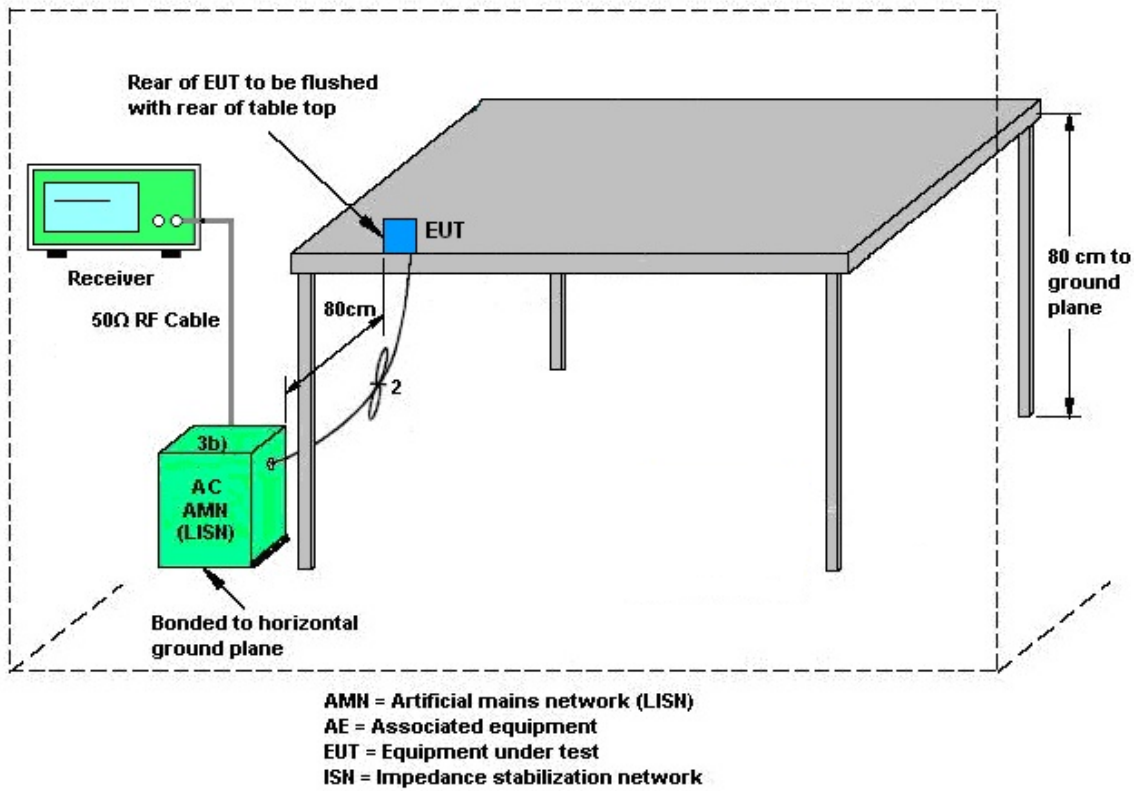 Rear of EUT to be flushed
with rear of table top
EUT
Receiver
50Ω RF Cable
80cm
2
80 cm to
ground
plane
3b)
AC
AMN
(LISN)
Bonded to horizontal
ground plane
AMN = Artificial mains network (LISN)
AE = Associated equipment
EUT = Equipment under test
ISN = Impedance stabilization network